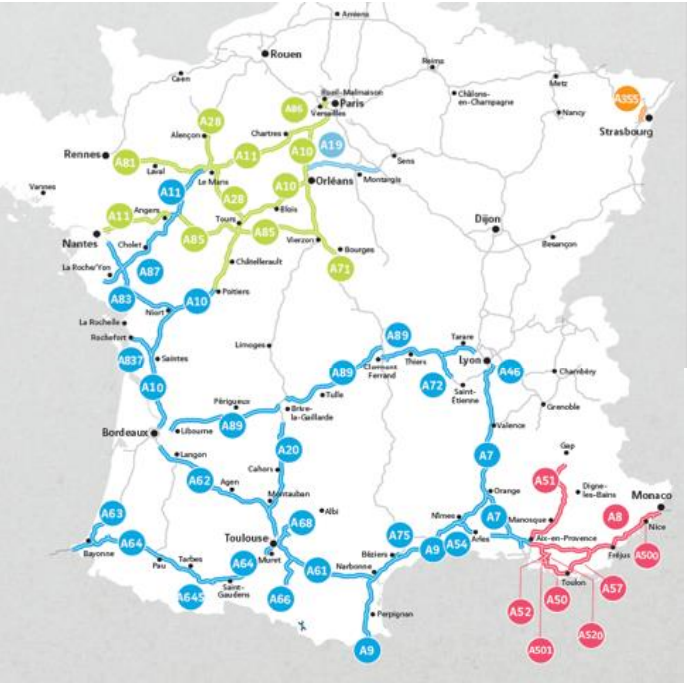 Amiens
Rouen
Reims
Caen
Metz
Rueil-Malmaison
Paris
Versailles
Châlons-
en-Champagne
A86
A355
Nancy
Strasbourg
A28
Alençon
Chartres
Rennes
A81
Laval
A11
A10
A19
Sens
Le Mans
Orléans
Montargis
Vannes
A11
A10
A28
Blois
A11
Angers
Tours
Dijon
Nantes
Cholet
A85
A85
Vierzon
Bourges
Besançon
La Roche/Yon
A87
Châtellerault
A71
A83
A10
Poitiers
Niort
La Rochelle
Rochefort
A89
Tarare
Limoges
Lyon
A837
Saintes
Clermont
Ferrand
Thiers
A46
A89
A72
Chambéry
A10
Tulle
Saint-
Étienne
Périgueux
Brive-
la-Gaillarde
Grenoble
A89
Valence
Bordeaux
Libourne
A20
Gap
Langon
A7
Cahors
A51
A62
Agen
Digne-
les-Bains
Montauban
Orange
Monaco
A63
Albi
Nîmes
A7
Manosque
A8
A68
Nice
Toulouse
A75
Arles
Aix-en-Provence
A64
Bayonne
A9
A54
Fréjus
A500
Pau
Tarbes
A64
Muret
A61
Narbonne
Béziers
Toulon
A57
A645
Saint-
Gaudens
A66
A50
A52
Perpignan
A520
A9
A501